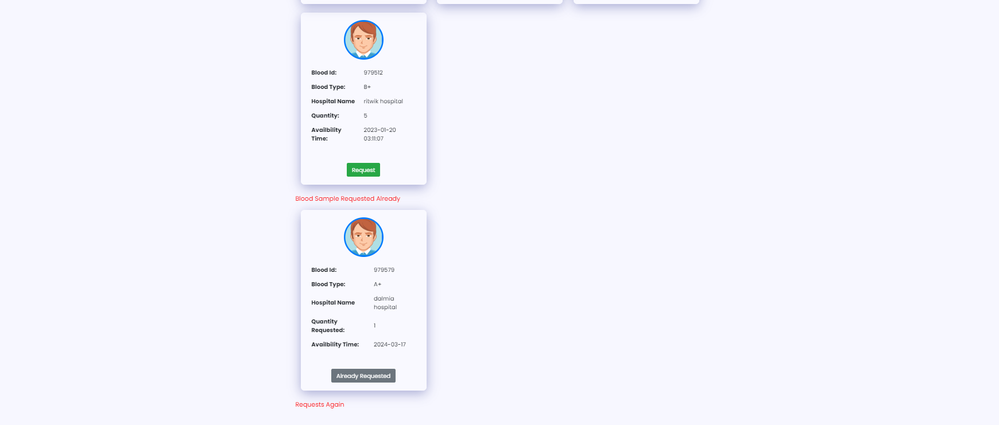 Blood Id: 979512
Blood Type: B+
Hospital Name ritwik hospital
Quantity: 5
Availbility 2023-01-20
Time: 03:11:07
Request
Blood Sample Requested Already
Blood Id: 979579
Blood Type: A+
Hospital Name dalmia
hospital
Quantity
Requested: 1
Availbility Time: 2024-03-17
Already Requested
Requests Again